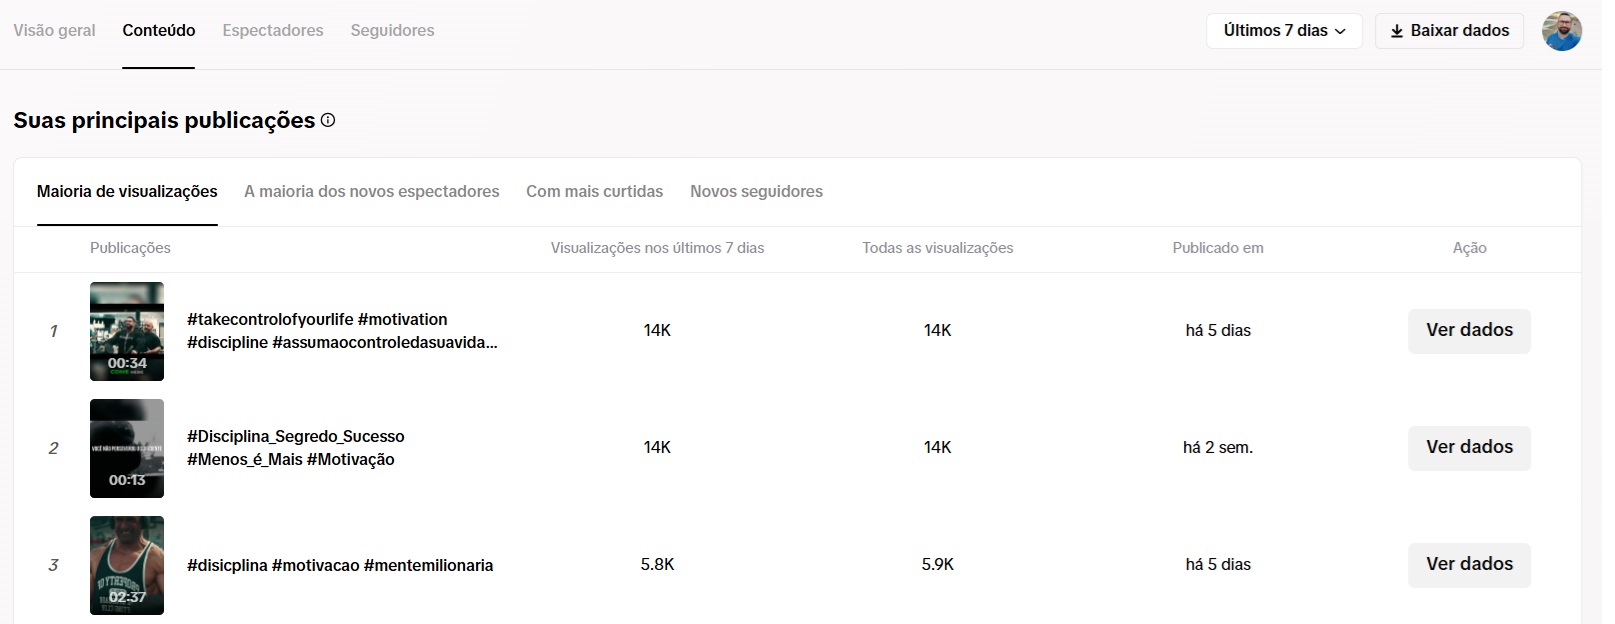 Visão geral Conteúdo Espectadores Seguidores Últimos 7 dias Baixar dados
Suas principais publicações
Maioria de visualizações A maioria dos novos espectadores Com mais curtidas Novos seguidores
Publicações Visualizações nos últimos 7 dias Todas as visualizações Publicado em Ação
1 00:34 #takecontrolofyourlife #motivation
#discipline #assumaocontroledasuavida... 14K 14K há 5 dias Ver dados
2 00:13 #Disciplina_Segredo_Sucesso
#Menos_é_Mais #Motivação 14K 14K há 2 sem. Ver dados
3 02:37 #disicplina #motivacao #mentemilionaria 5.8K 5.9K há 5 dias Ver dados